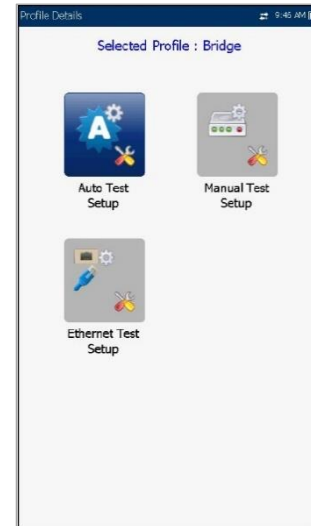 Profile Details 9:46 AM
Selected Profile : Bridge
A
Auto Test
Setup
Manual Test
Setup
Ethernet Test
Setup